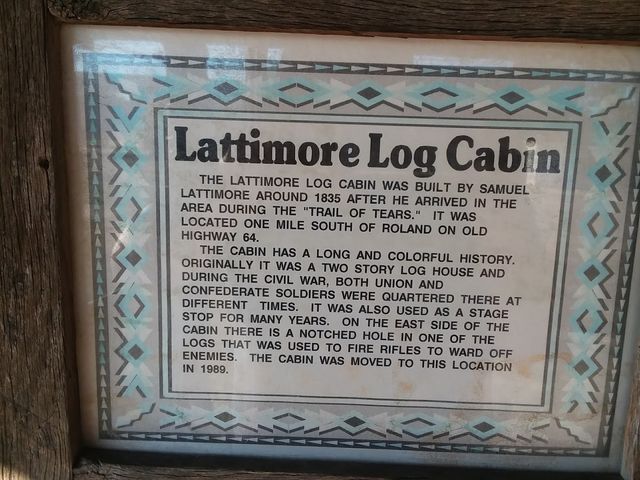 Lattimore Log Cabin
THE LATTIMORE LOG CABIN WAS BUILT BY SAMUEL
LATTIMORE AROUND 1835 AFTER HE ARRIVED IN THE
AREA DURING THE "TRAIL OF TEARS." IT WAS
LOCATED ONE MILE SOUTH OF ROLAND ON OLD
HIGHWAY 64.
THE CABIN HAS A LONG AND COLORFUL HISTORY.
ORIGINALLY IT WAS A TWO STORY LOG HOUSE AND
DURING THE CIVIL WAR, BOTH UNION AND
CONFEDERATE SOLDIERS WERE QUARTERED THERE AT
DIFFERENT TIMES. IT WAS ALSO USED AS A STAGE
STOP FOR MANY YEARS. ON THE EAST SIDE OF THE
CABIN THERE IS A NOTCHED HOLE IN ONE OF THE
LOGS THAT WAS USED TO FIRE RIFLES TO WARD OFF
ENEMIES. THE CABIN WAS MOVED TO THIS LOCATION
IN 1989.